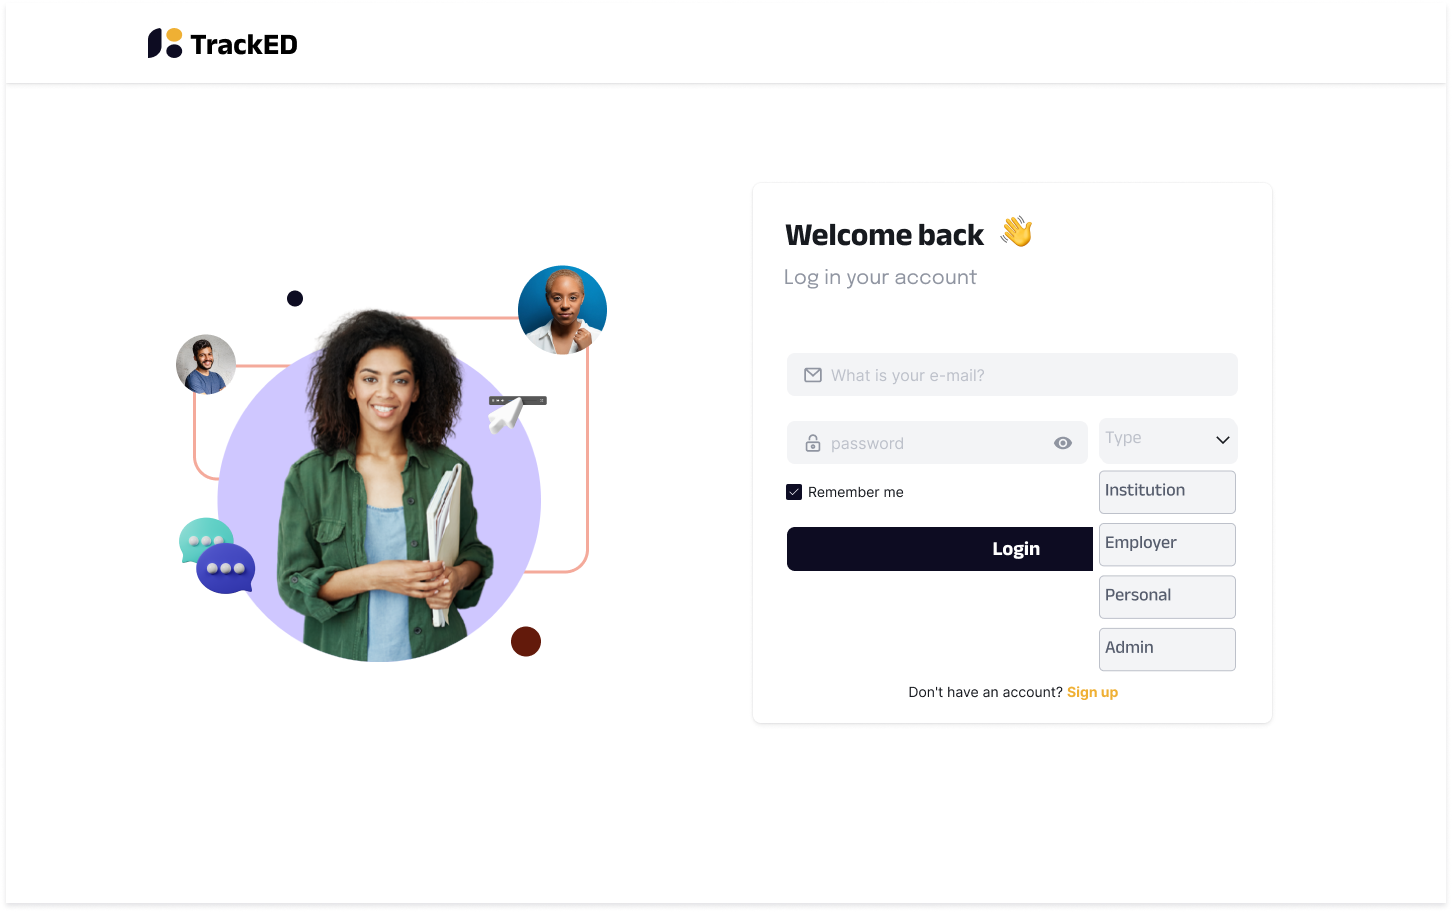 TrackED
Welcome back 👋
Log in your account
What is your e-mail?
password
Type
Remember me
Institution
Login
Employer
Personal
Admin
Don't have an account? Sign up